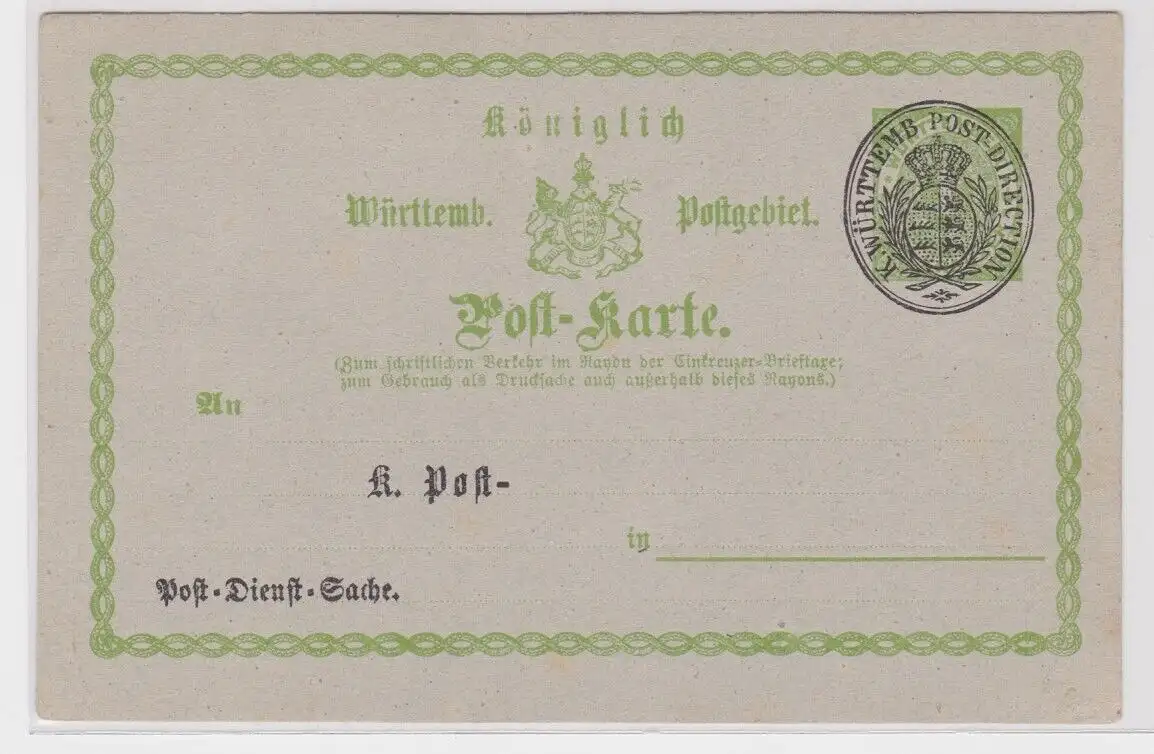 Königlich
Württemb. Postgebiet.
K. WÜRTTEMB. POST-DIRECTION
Post-Karte.
(Zum schriftlichen Verkehr im Rayon der Einkreuzer-Brieftaxe;
zum Gebrauch als Drucksache auch außerhalb dieses Rayons.)
An
K. Post-
in
Post-Dienst-Sache.